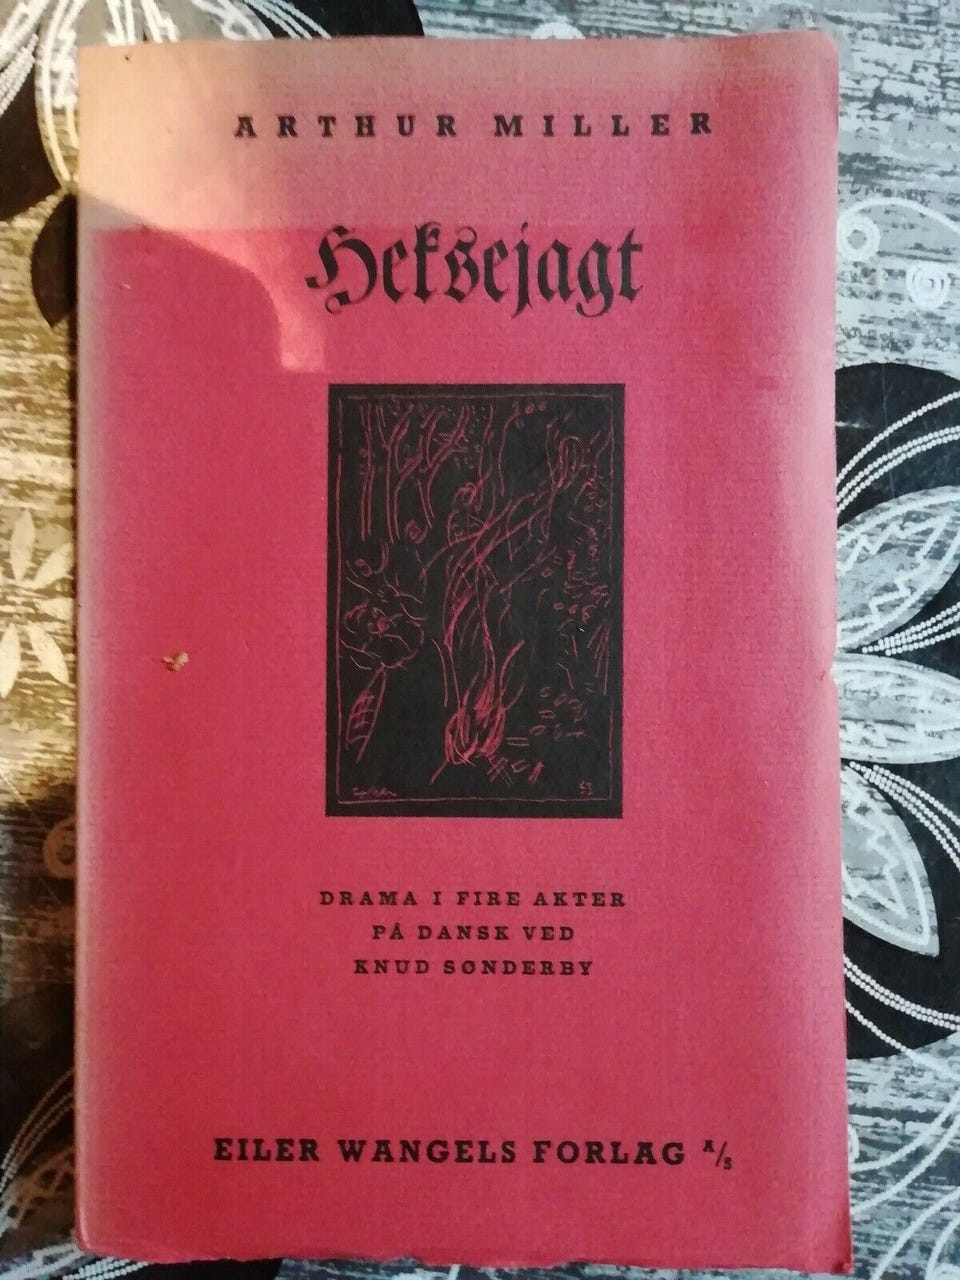 ARTHUR MILLER
Heksejagt
DRAMA I FIRE AKTER
PÅ DANSK VED
KNUD SØNDERBY
EILER WANGELS FORLAG A/S